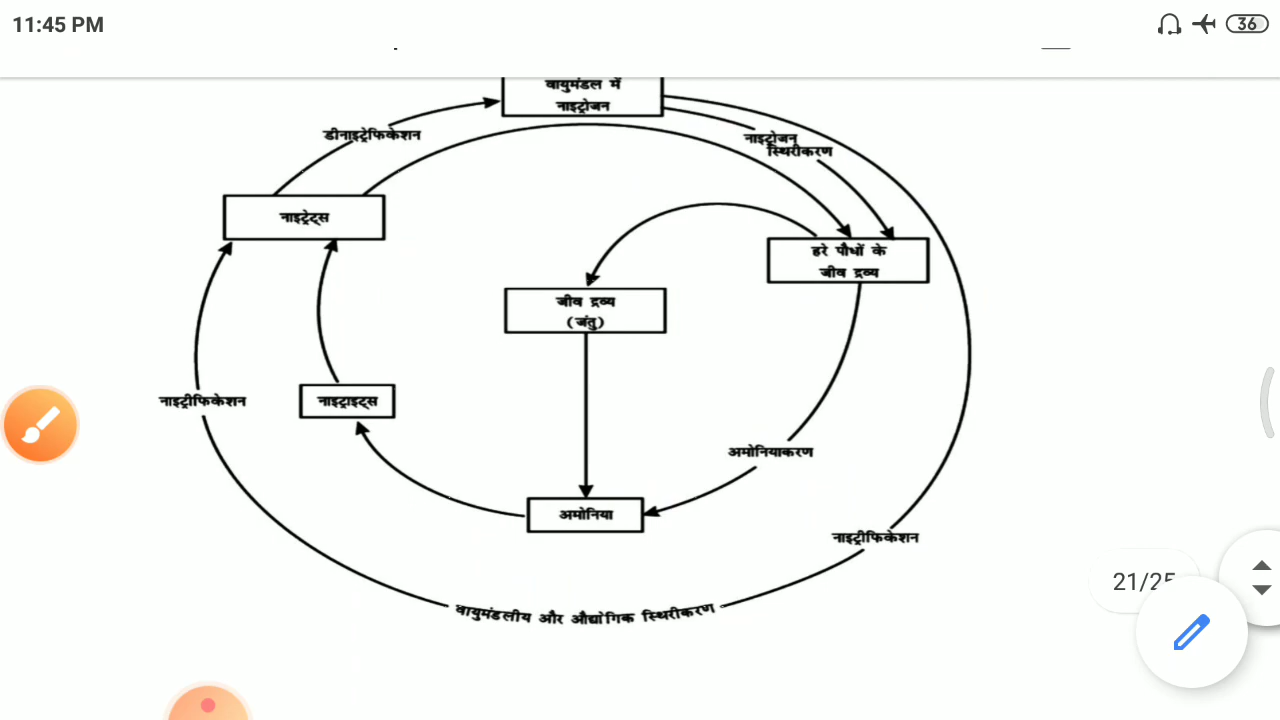 11:45 PM
36
वायुमंडल में
नाइट्रोजन
डीनाइट्रेफिकेशन
नाइट्रोजन
स्थिरीकरण
नाइट्रेट्स
हरे पौधों के
जीव द्रव्य
जीव द्रव्य
(जंतु)
नाइट्रीफिकेशन
नाइट्राइट्स
अमोनियाकरण
अमोनिया
नाइट्रीफिकेशन
21/25
वायुमंडलीय और औद्योगिक स्थिरीकरण